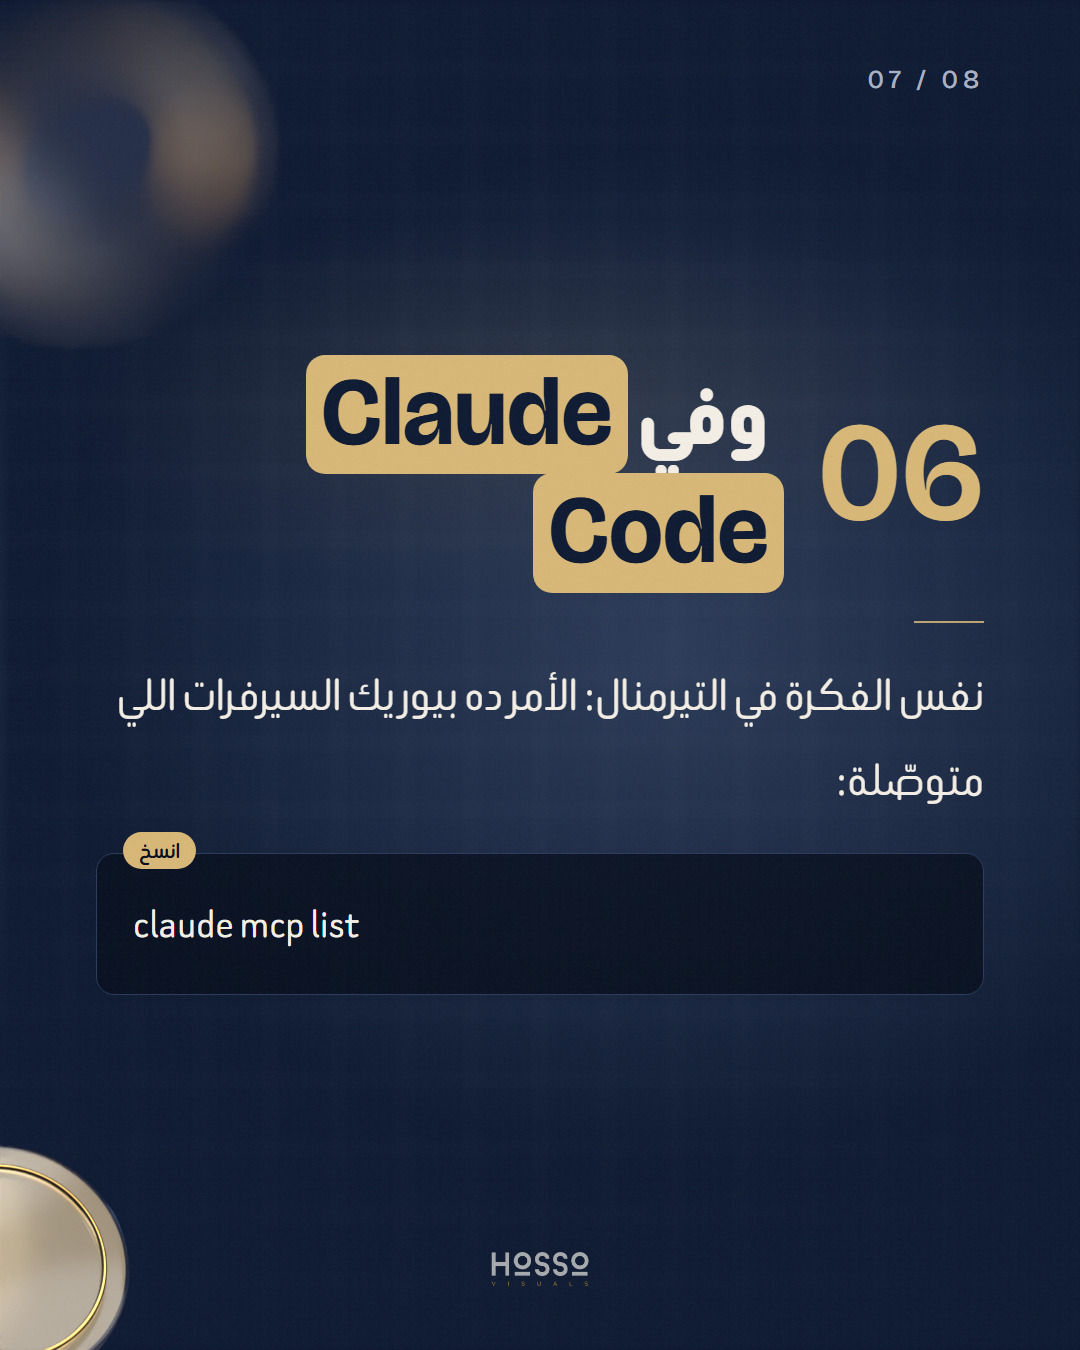 07 / 08
06
وفي Claude
Code
نفس الفكرة في التيرمنال: الأمر ده بيوريك السيرفرات اللي
متوصّلة:
انسخ
claude mcp list
HOSSO
VISUALS